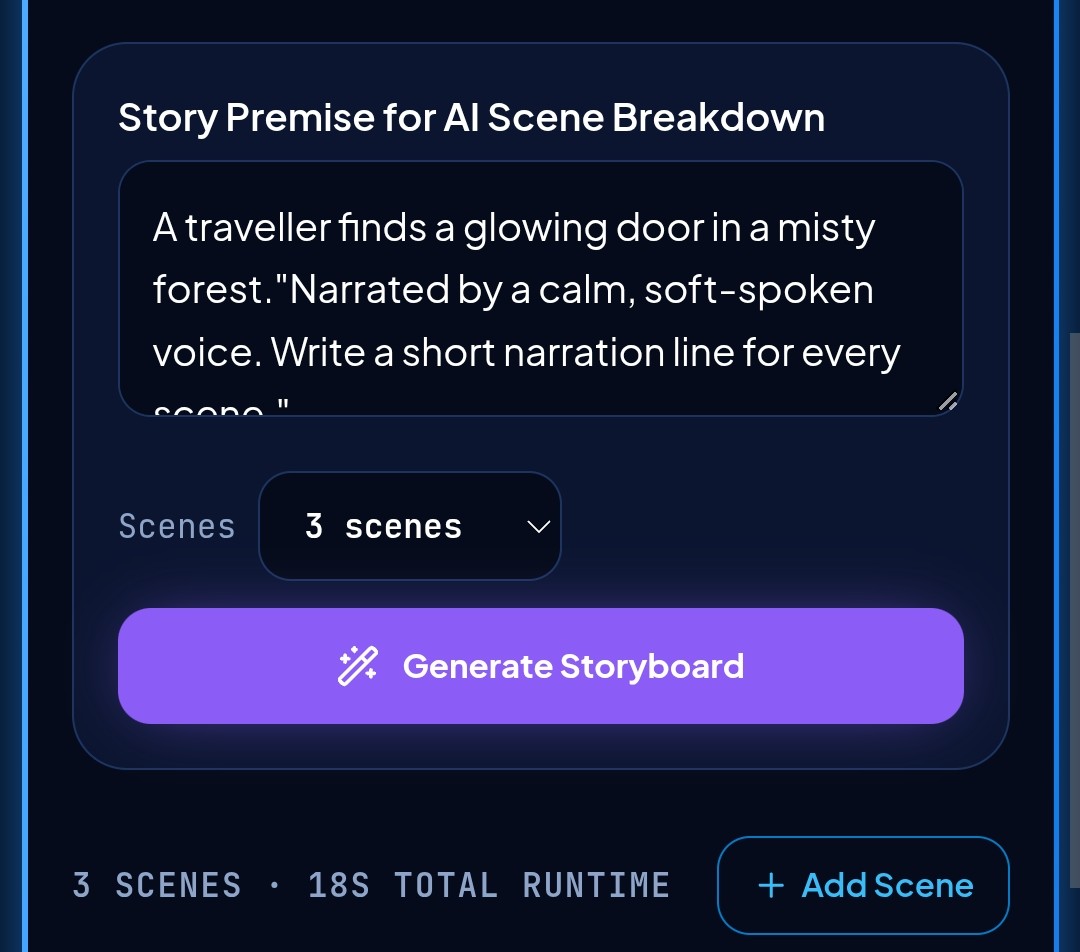 Story Premise for AI Scene Breakdown
A traveller finds a glowing door in a misty
forest."Narrated by a calm, soft-spoken
voice. Write a short narration line for every
scene."
Scenes
3 scenes
Generate Storyboard
3 SCENES · 18S TOTAL RUNTIME
+ Add Scene